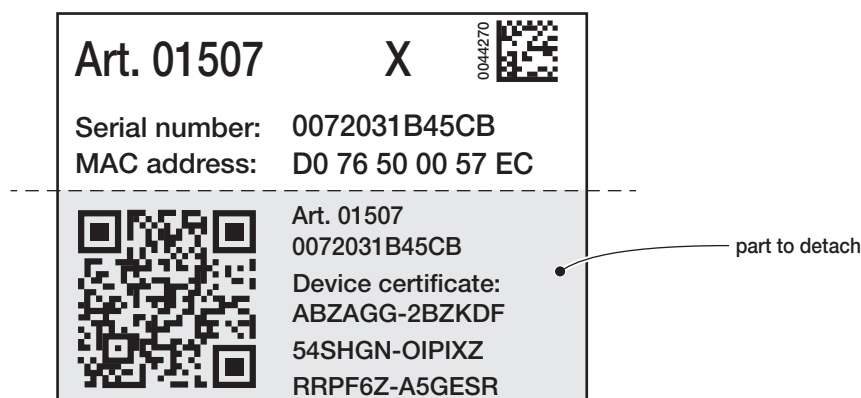 Art. 01507 X 0044270
Serial number: 0072031B45CB
MAC address: D0 76 50 00 57 EC
Art. 01507
0072031B45CB
Device certificate:
ABZAGG-2BZKDF
54SHGN-OIPIXZ
RRPF6Z-A5GESR
part to detach